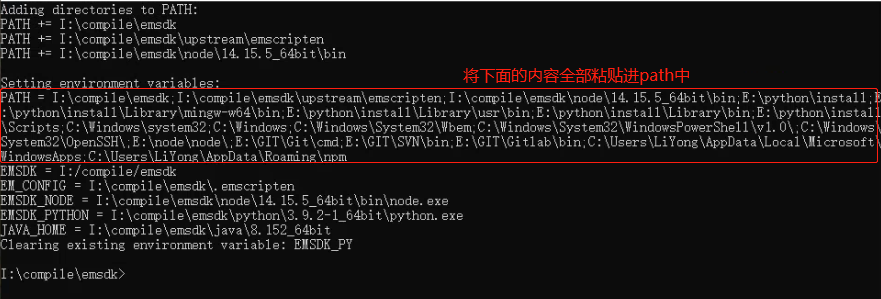 Adding directories to PATH:
PATH += I:\compile\emsdk
PATH += I:\compile\emsdk\upstream\emscripten
PATH += I:\compile\emsdk\node\14.15.5_64bit\bin
Setting environment variables:
将下面的内容全部粘贴进path中
PATH = I:\compile\emsdk;I:\compile\emsdk\upstream\emscripten;I:\compile\emsdk\node\14.15.5_64bit\bin;E:\python\install;E
:\python\install\Library\mingw-w64\bin;E:\python\install\Library\usr\bin;E:\python\install\Library\bin;E:\python\install
\Scripts;C:\Windows\system32;C:\Windows;C:\Windows\System32\Wbem;C:\Windows\System32\WindowsPowerShell\v1.0\;C:\Windows\
System32\OpenSSH\;E:\node\node\;E:\GIT\Git\cmd;E:\GIT\SVN\bin;E:\GIT\Gitlab\bin;C:\Users\LiYong\AppData\Local\Microsoft\
WindowsApps;C:\Users\LiYong\AppData\Roaming\npm
EMSDK = I:/compile/emsdk
EM_CONFIG = I:\compile\emsdk\.emscripten
EMSDK_NODE = I:\compile\emsdk\node\14.15.5_64bit\bin\node.exe
EMSDK_PYTHON = I:\compile\emsdk\python\3.9.2-1_64bit\python.exe
JAVA_HOME = I:\compile\emsdk\java\8.152_64bit
Clearing existing environment variable: EMSDK_PY
I:\compile\emsdk>